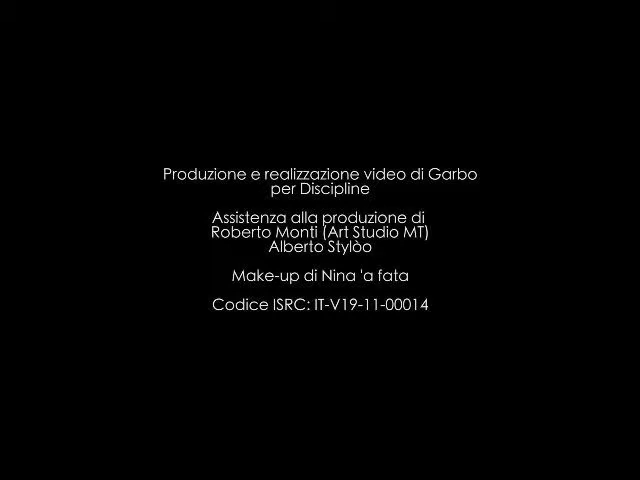 Produzione e realizzazione video di Garbo
per Discipline
Assistenza alla produzione di
Roberto Monti (Art Studio MT)
Alberto Stylòo
Make-up di Nina 'a fata
Codice ISRC: IT-V19-11-00014